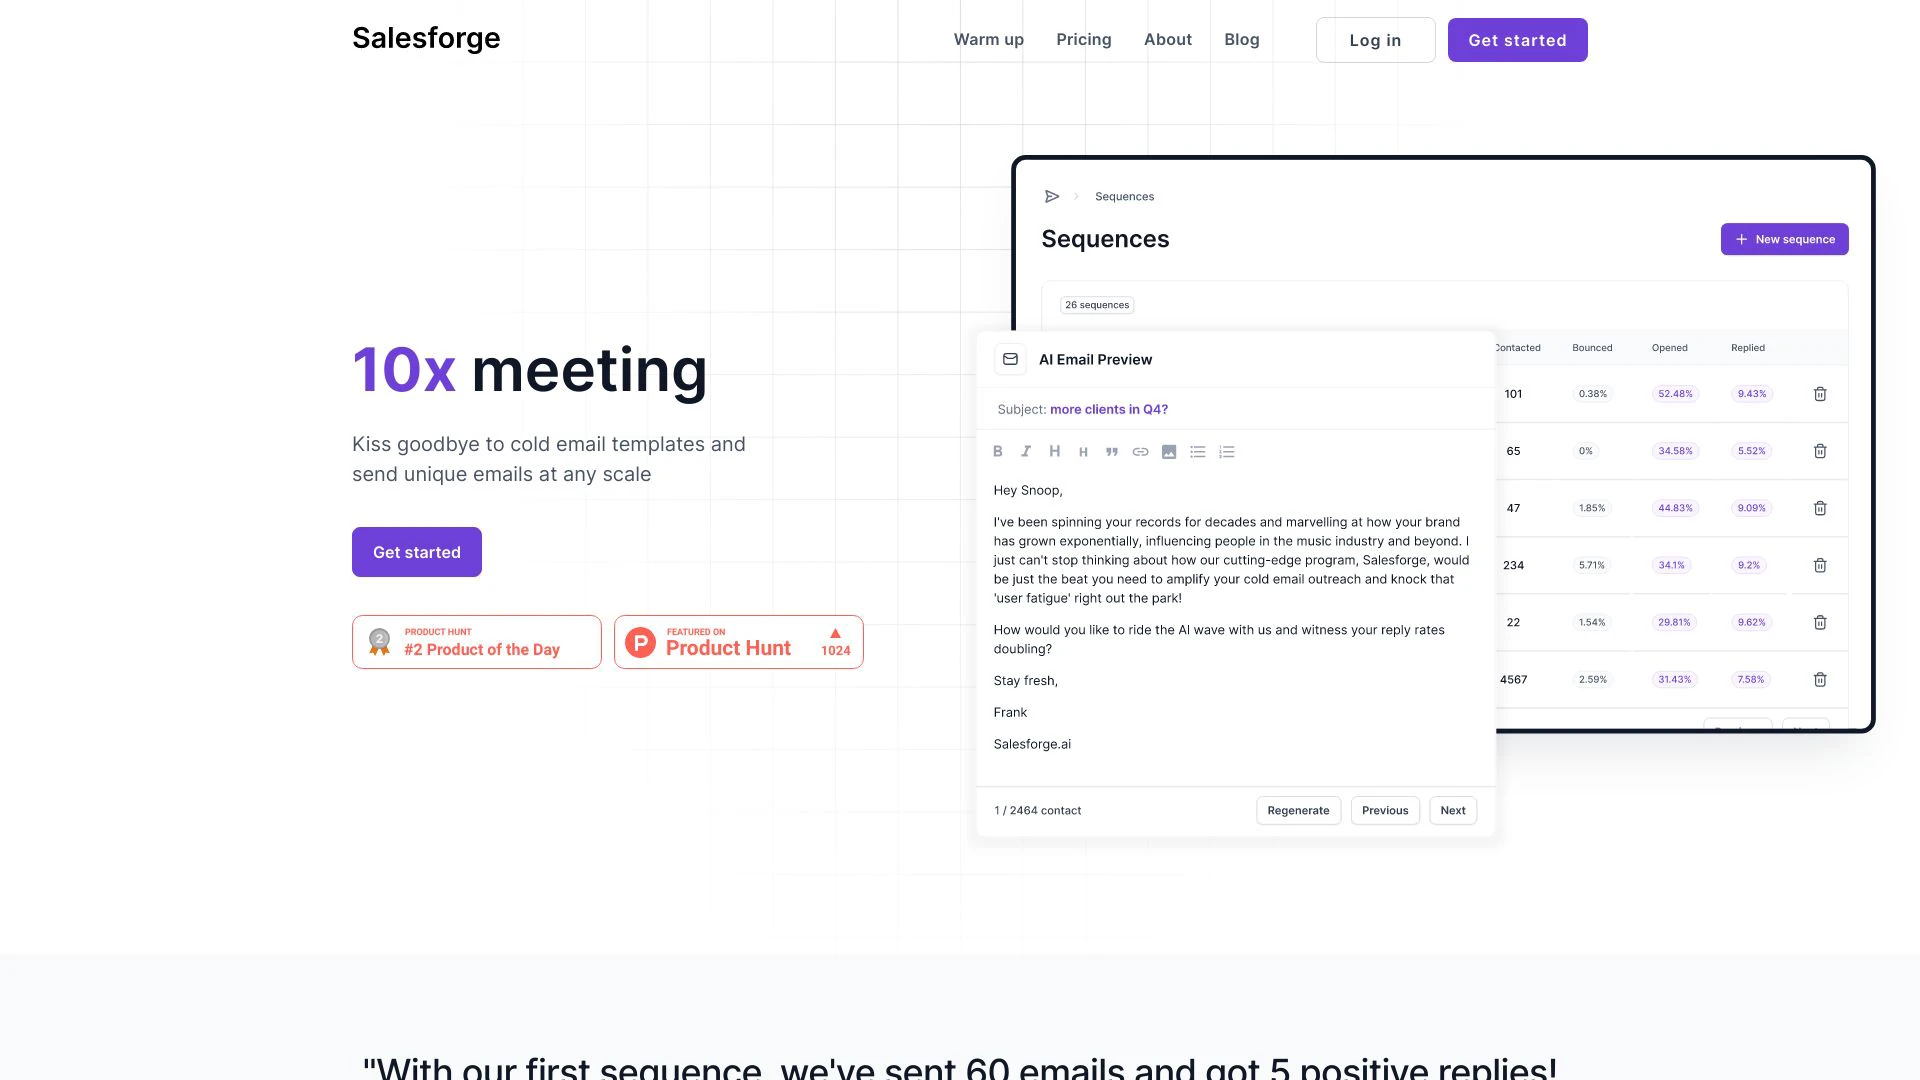 Salesforge
Warm up
Pricing
About
Blog
Log in
Get started
10x meeting
Kiss goodbye to cold email templates and
send unique emails at any scale
Get started
PRODUCT HUNT
#2 Product of the Day
2
FEATURED ON
Product Hunt
P
1024
Sequences
Sequences
New sequence
26 sequences
Contacted Bounced Opened Replied
101 0.38% 52.48% 9.43%
65 0% 34.58% 5.52%
47 1.85% 44.83% 9.09%
234 5.71% 34.1% 9.2%
22 1.54% 29.81% 9.62%
4567 2.59% 31.43% 7.58%
AI Email Preview
Subject: more clients in Q4?
B I H H
Hey Snoop,
I've been spinning your records for decades and marvelling at how your brand
has grown exponentially, influencing people in the music industry and beyond. I
just can't stop thinking about how our cutting-edge program, Salesforge, would
be just the beat you need to amplify your cold email outreach and knock that
'user fatigue' right out the park!
How would you like to ride the AI wave with us and witness your reply rates
doubling?
Stay fresh,
Frank
Salesforge.ai
1 / 2464 contact
Regenerate
Previous
Next
"With our first sequence, we've sent 60 emails and got 5 positive replies!